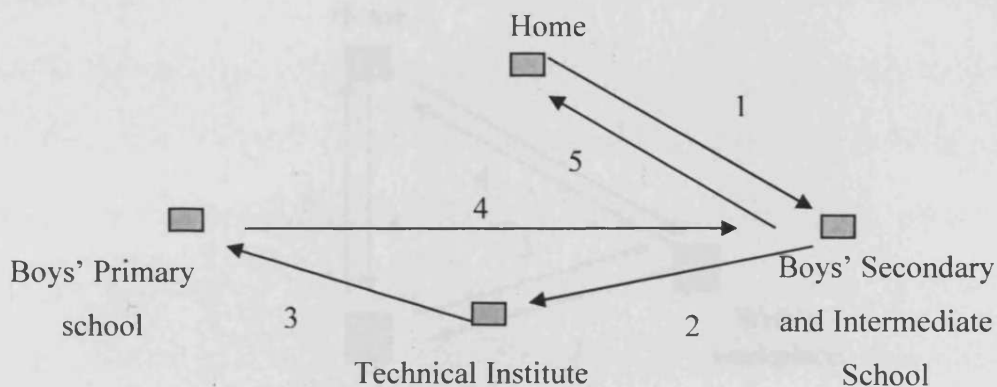 Home
1
5
4
Boys' Primary
school
3
2
Boys' Secondary
and Intermediate
School
Technical Institute